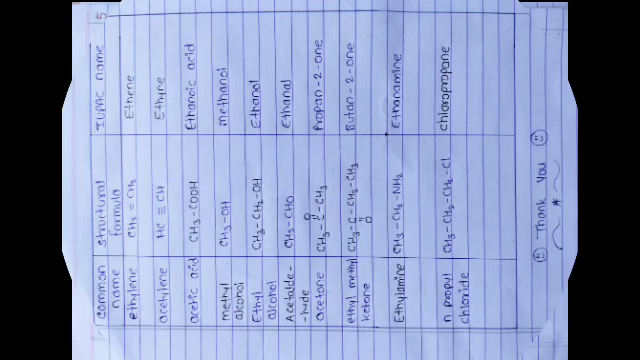 5
Common name | structural formula | IUPAC name
ethylene | CH₂ = CH₂ | Ethene
acetylene | HC ≡ CH | Ethyne
acetic acid | CH₃ - COOH | Ethanoic acid
methyl alcohol | CH₃ - OH | methanol
Ethyl alcohol | CH₃ - CH₂ - OH | Ethanol
Acetalde- -hyde | CH₃ - CHO | Ethanal
acetone | CH₃ - C(=O) - CH₃ | Propan - 2 - one
ethyl methyl ketone | CH₃ - C(=O) - CH₂ - CH₃ | Butan - 2 - one
Ethylamine | CH₃ - CH₂ - NH₂ | Ethanamine
n propyl chloride | CH₃ - CH₂ - CH₂ - Cl | chloropropane
Thank You